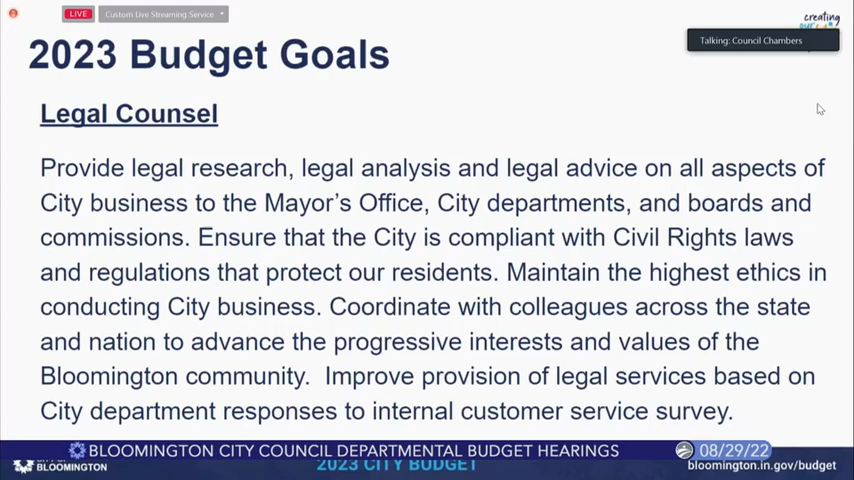 LIVE
Custom Live Streaming Service
creating
Talking: Council Chambers
2023 Budget Goals
Legal Counsel
Provide legal research, legal analysis and legal advice on all aspects of
City business to the Mayor's Office, City departments, and boards and
commissions. Ensure that the City is compliant with Civil Rights laws
and regulations that protect our residents. Maintain the highest ethics in
conducting City business. Coordinate with colleagues across the state
and nation to advance the progressive interests and values of the
Bloomington community. Improve provision of legal services based on
City department responses to internal customer service survey.
BLOOMINGTON CITY COUNCIL DEPARTMENTAL BUDGET HEARINGS
08/29/22
BLOOMINGTON
2023 CITY BUDGET
bloomington.in.gov/budget